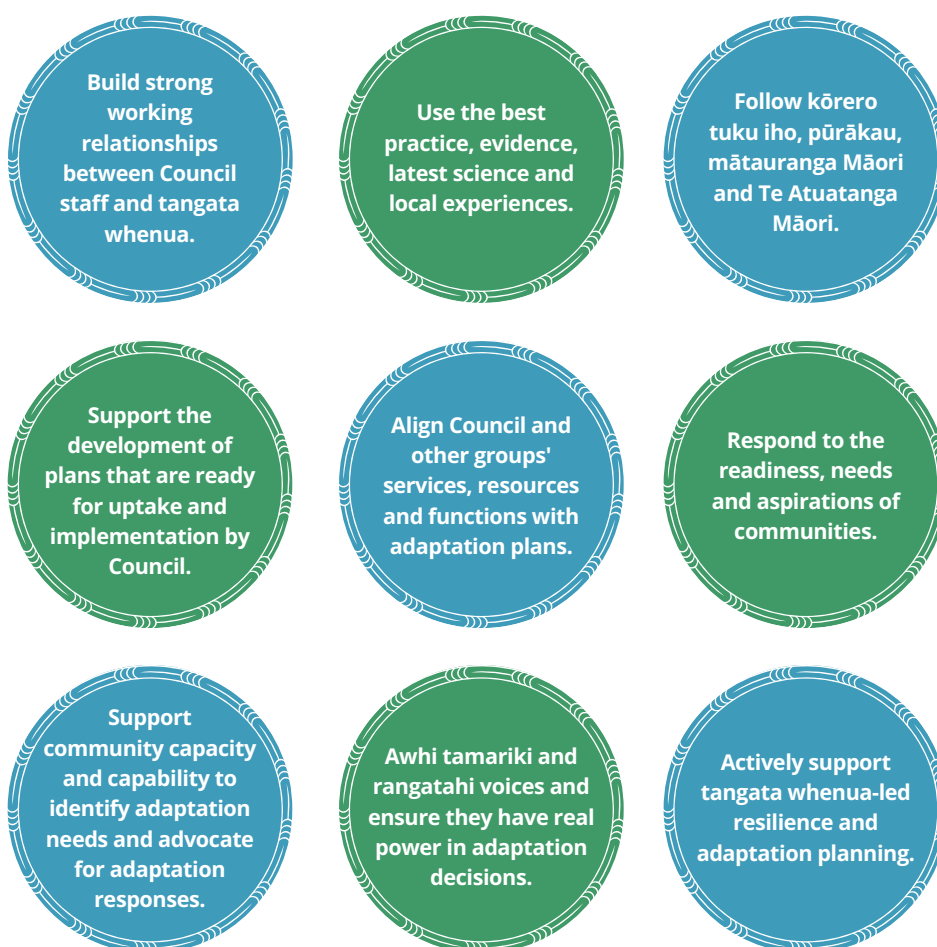 Build strong
working
relationships
between Council
staff and tangata
whenua.
Use the best
practice, evidence,
latest science and
local experiences.
Follow kōrero
tuku iho, pūrākau,
mātauranga Māori
and Te Atuatanga
Māori.
Support the
development of
plans that are ready
for uptake and
implementation by
Council.
Align Council and
other groups'
services, resources
and functions with
adaptation plans.
Respond to the
readiness, needs
and aspirations of
communities.
Support
community capacity
and capability to
identify adaptation
needs and advocate
for adaptation
responses.
Awhi tamariki and
rangatahi voices and
ensure they have real
power in adaptation
decisions.
Actively support
tangata whenua-led
resilience and
adaptation planning.